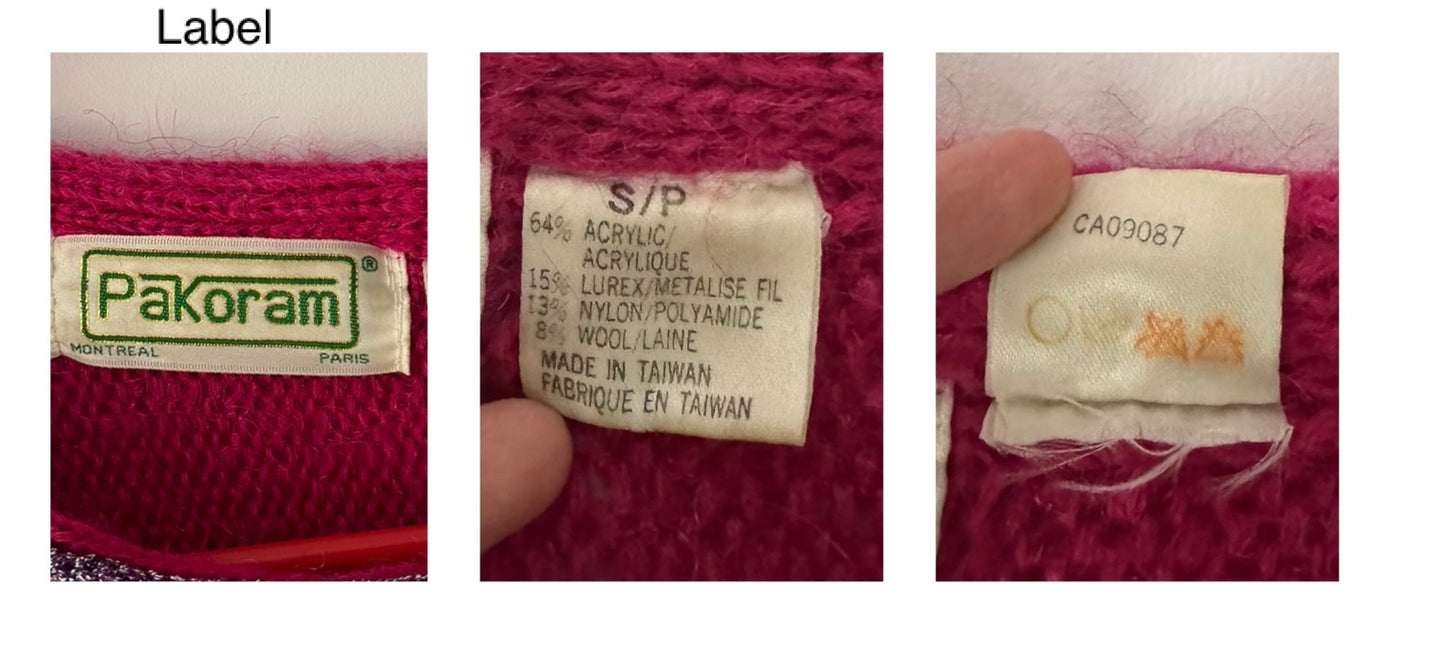 Label
PaKoram®
MONTREAL PARIS
S/P
64% ACRYLIC/
ACRYLIQUE
15% LUREX/METALISE FIL
13% NYLON/POLYAMIDE
8% WOOL/LAINE
MADE IN TAIWAN
FABRIQUE EN TAIWAN
CA09087